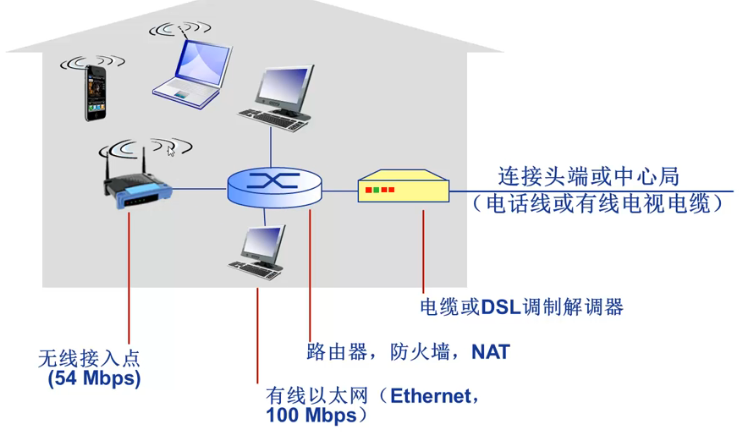 连接头端或中心局
（电话线或有线电视电缆）
电缆或DSL调制解调器
路由器，防火墙，NAT
无线接入点
(54 Mbps)
有线以太网（Ethernet，
100 Mbps）